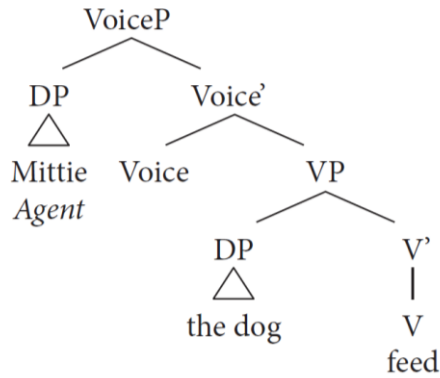 VoiceP
DP Voice’
Mittie Voice VP
Agent
DP V’
the dog V
feed